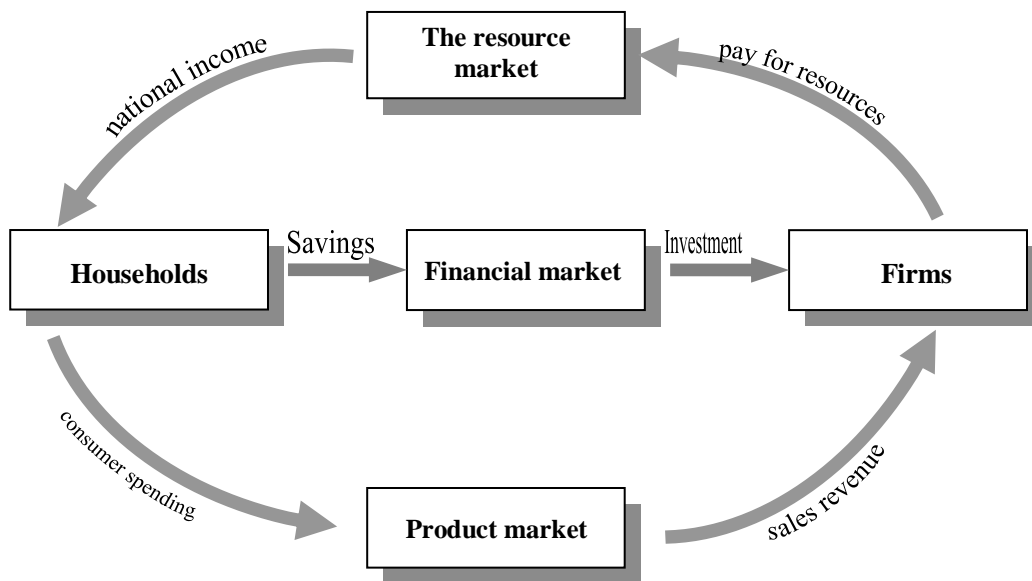 The resource
market
national income
pay for resources
Savings
Investment
Households
Financial market
Firms
consumer spending
sales revenue
Product market